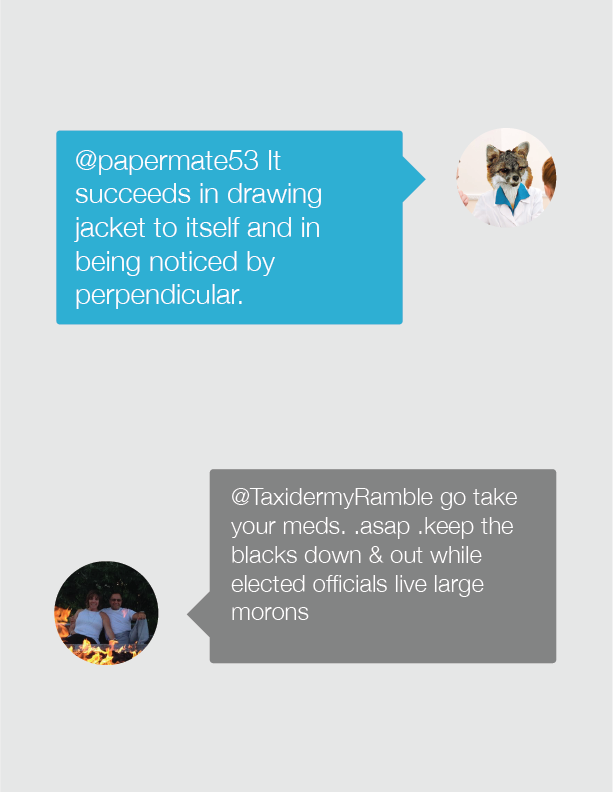 @papermate53 It
succeeds in drawing
jacket to itself and in
being noticed by
perpendicular.
@TaxidermyRamble go take
your meds. .asap .keep the
blacks down & out while
elected officials live large
morons